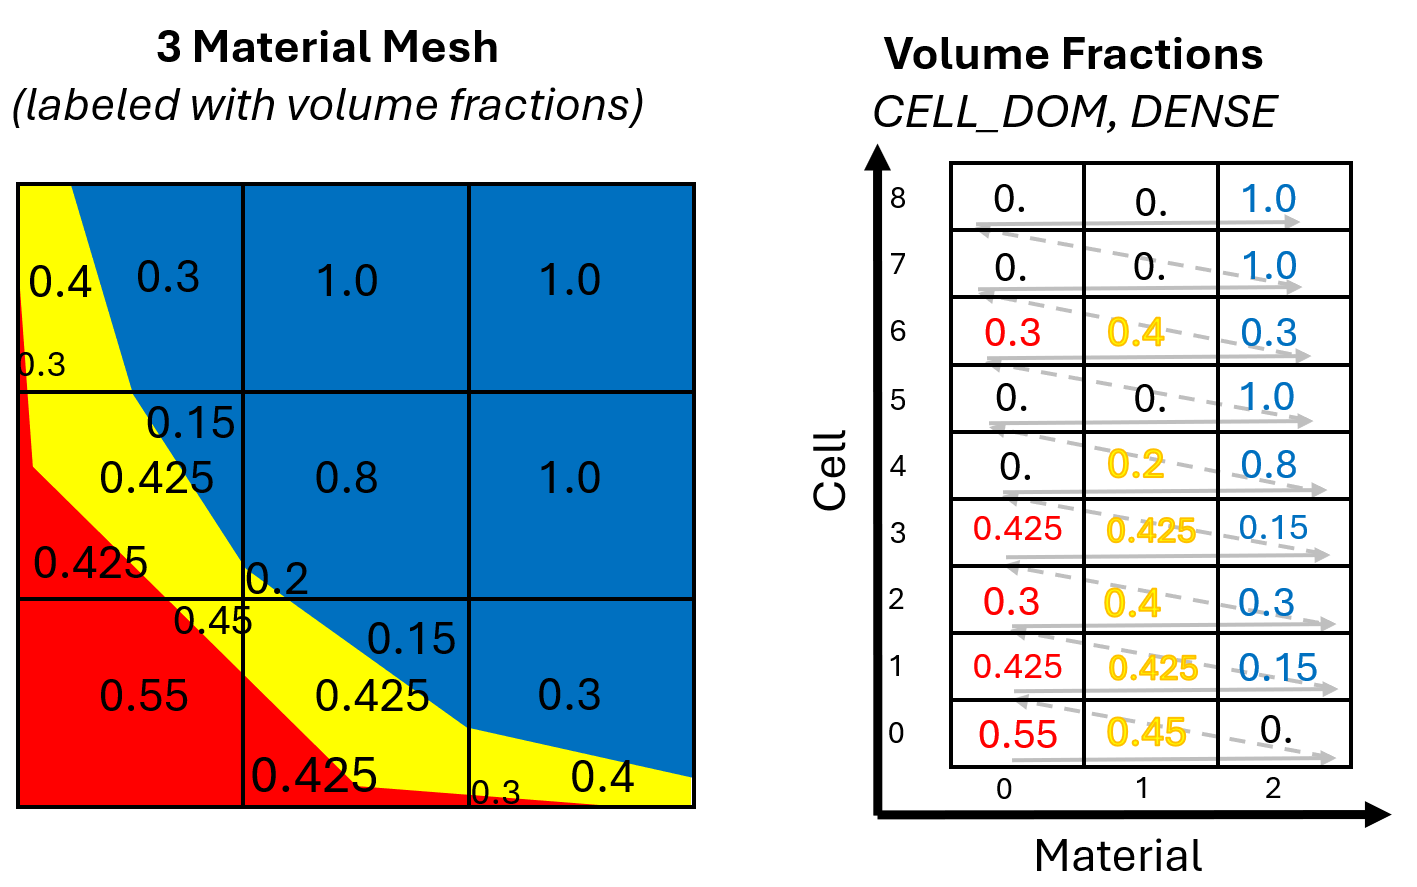 3 Material Mesh
(labeled with volume fractions)
0.4 0.3 1.0 1.0
0.3
0.15
0.425 0.8 1.0
0.425
0.2
0.45
0.15
0.55 0.425 0.3
0.425 0.3 0.4
Volume Fractions
CELL_DOM, DENSE
8 0. 0. 1.0
7 0. 0. 1.0
6 0.3 0.4 0.3
5 0. 0. 1.0
4 0. 0.2 0.8
3 0.425 0.425 0.15
2 0.3 0.4 0.3
1 0.425 0.425 0.15
0 0.55 0.45 0.
0 1 2
Cell
Material